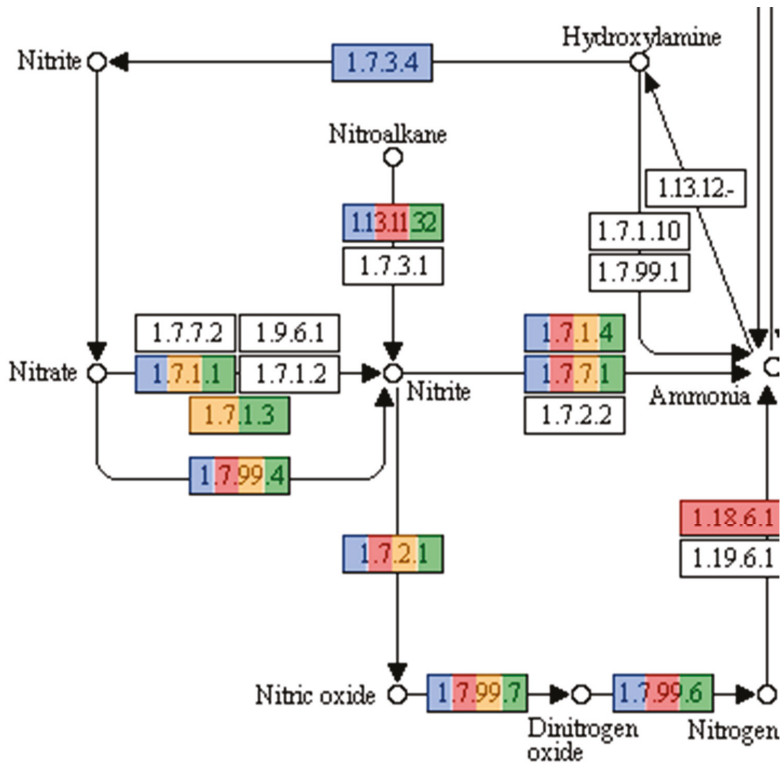 Hydroxylamine
Nitrite
1.7.3.4
Nitroalkane
1.13.12.-
1.13.11.32
1.7.1.10
1.7.3.1
1.7.99.1
1.7.7.2
1.9.6.1
1.7.1.4
Nitrate
1.7.1.1
1.7.1.2
Nitrite
1.7.7.1
Ammonia
1.7.1.3
1.7.2.2
1.7.99.4
1.18.6.1
1.7.2.1
1.19.6.1
Nitric oxide
1.7.99.7
1.7.99.6
Dinitrogen
oxide
Nitrogen